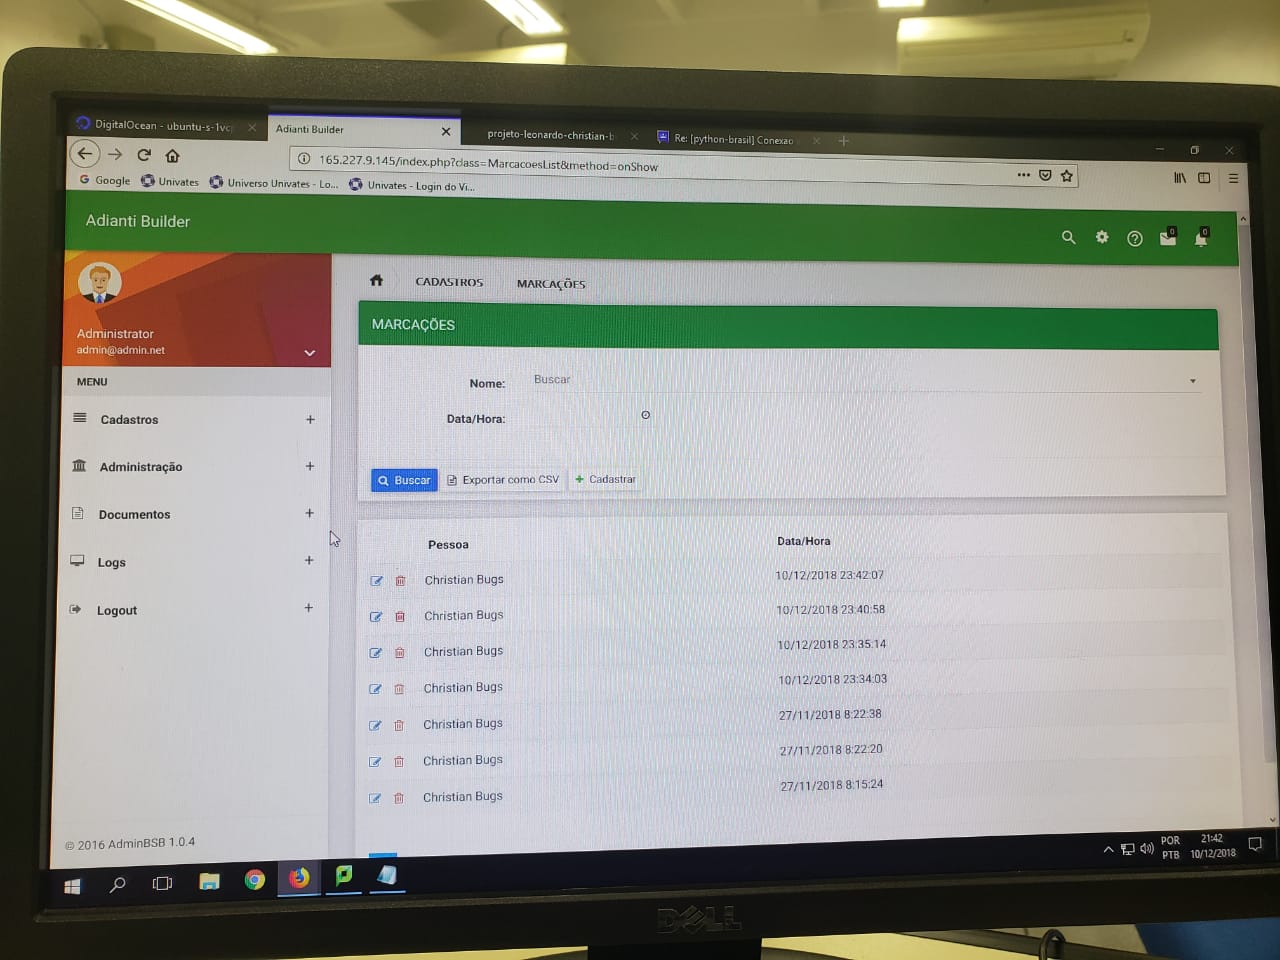 DigitalOcean - ubuntu-s-1vc
Adianti Builder
projeto-leonardo-christian-b
Re: [python-brasil] Conexao
165.227.9.145/index.php?class=MarcacoesList&method=onShow
Google
Univates
Universo Univates - Lo...
Univates - Login do Vi...
Adianti Builder
0
0
CADASTROS
MARCAÇÕES
Administrator
admin@admin.net
MARCAÇÕES
MENU
Nome:
Buscar
Data/Hora:
Cadastros
Administração
Documentos
Logs
Logout
Buscar
Exportar como CSV
Cadastrar
Pessoa
Data/Hora
Christian Bugs
10/12/2018 23:42:07
Christian Bugs
10/12/2018 23:40:58
Christian Bugs
10/12/2018 23:35:14
Christian Bugs
10/12/2018 23:34:03
Christian Bugs
27/11/2018 8:22:38
Christian Bugs
27/11/2018 8:22:20
Christian Bugs
27/11/2018 8:15:24
© 2016 AdminBSB 1.0.4
POR
PTB
21:42
10/12/2018
DELL